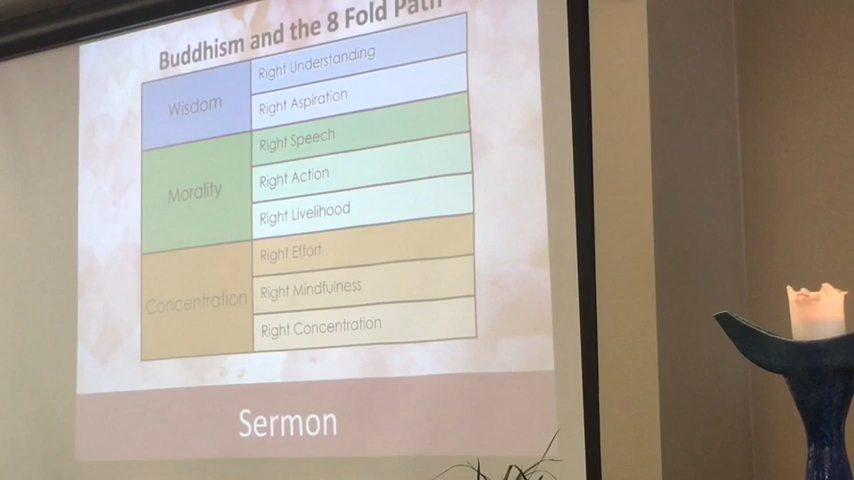 Buddhism and the 8 Fold Path
Wisdom
Right Understanding
Right Aspiration
Morality
Right Speech
Right Action
Right Livelihood
Concentration
Right Effort
Right Mindfulness
Right Concentration
Sermon